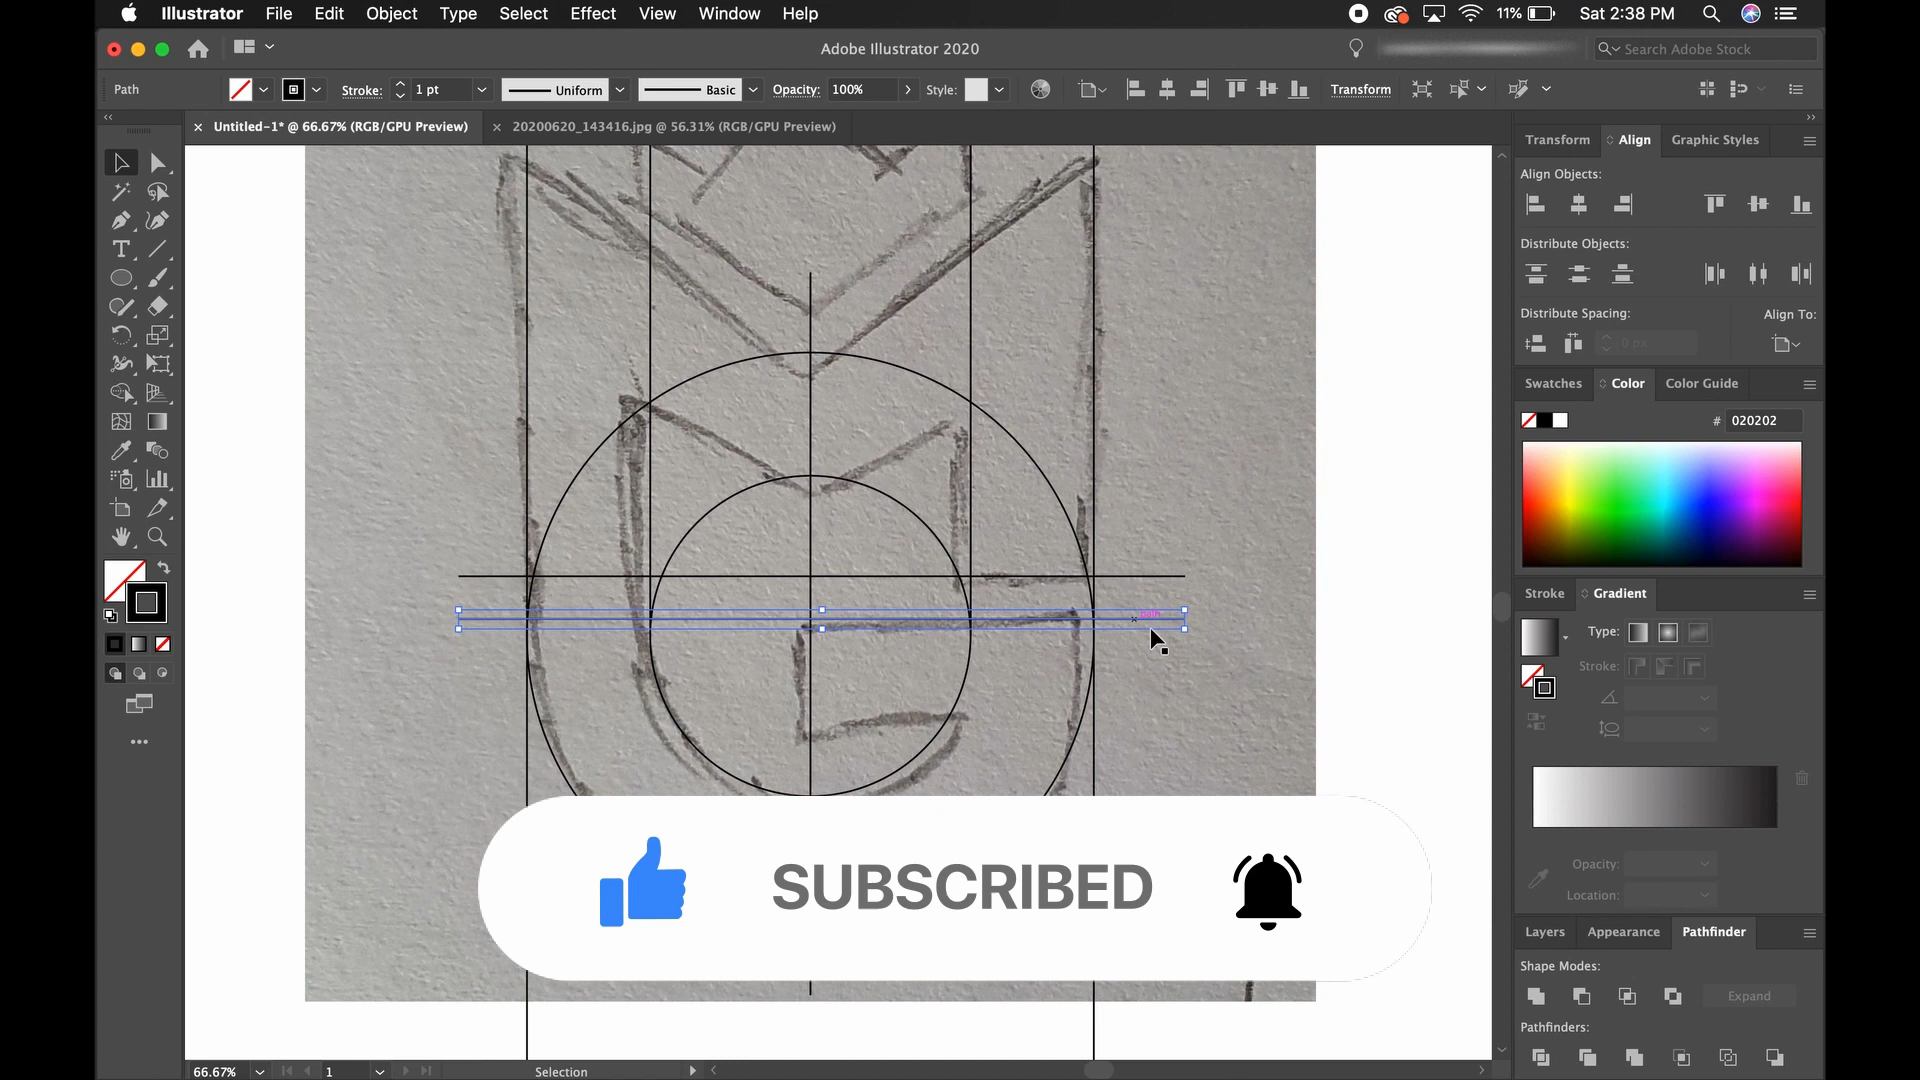 Illustrator File Edit Object Type Select Effect View Window Help
11% Sat 2:38 PM
Adobe Illustrator 2020
Search Adobe Stock
Path Stroke: 1 pt Uniform Basic Opacity: 100% Style: Transform
Untitled-1* @ 66.67% (RGB/GPU Preview)
20200620_143416.jpg @ 56.31% (RGB/GPU Preview)
Transform Align Graphic Styles
Align Objects:
Distribute Objects:
Distribute Spacing: Align To:
0 px
Swatches Color Color Guide
# 020202
Stroke Gradient
Type:
Stroke:
path
Opacity:
Location:
SUBSCRIBED
Layers Appearance Pathfinder
Shape Modes:
Expand
Pathfinders:
66.67% 1 Selection